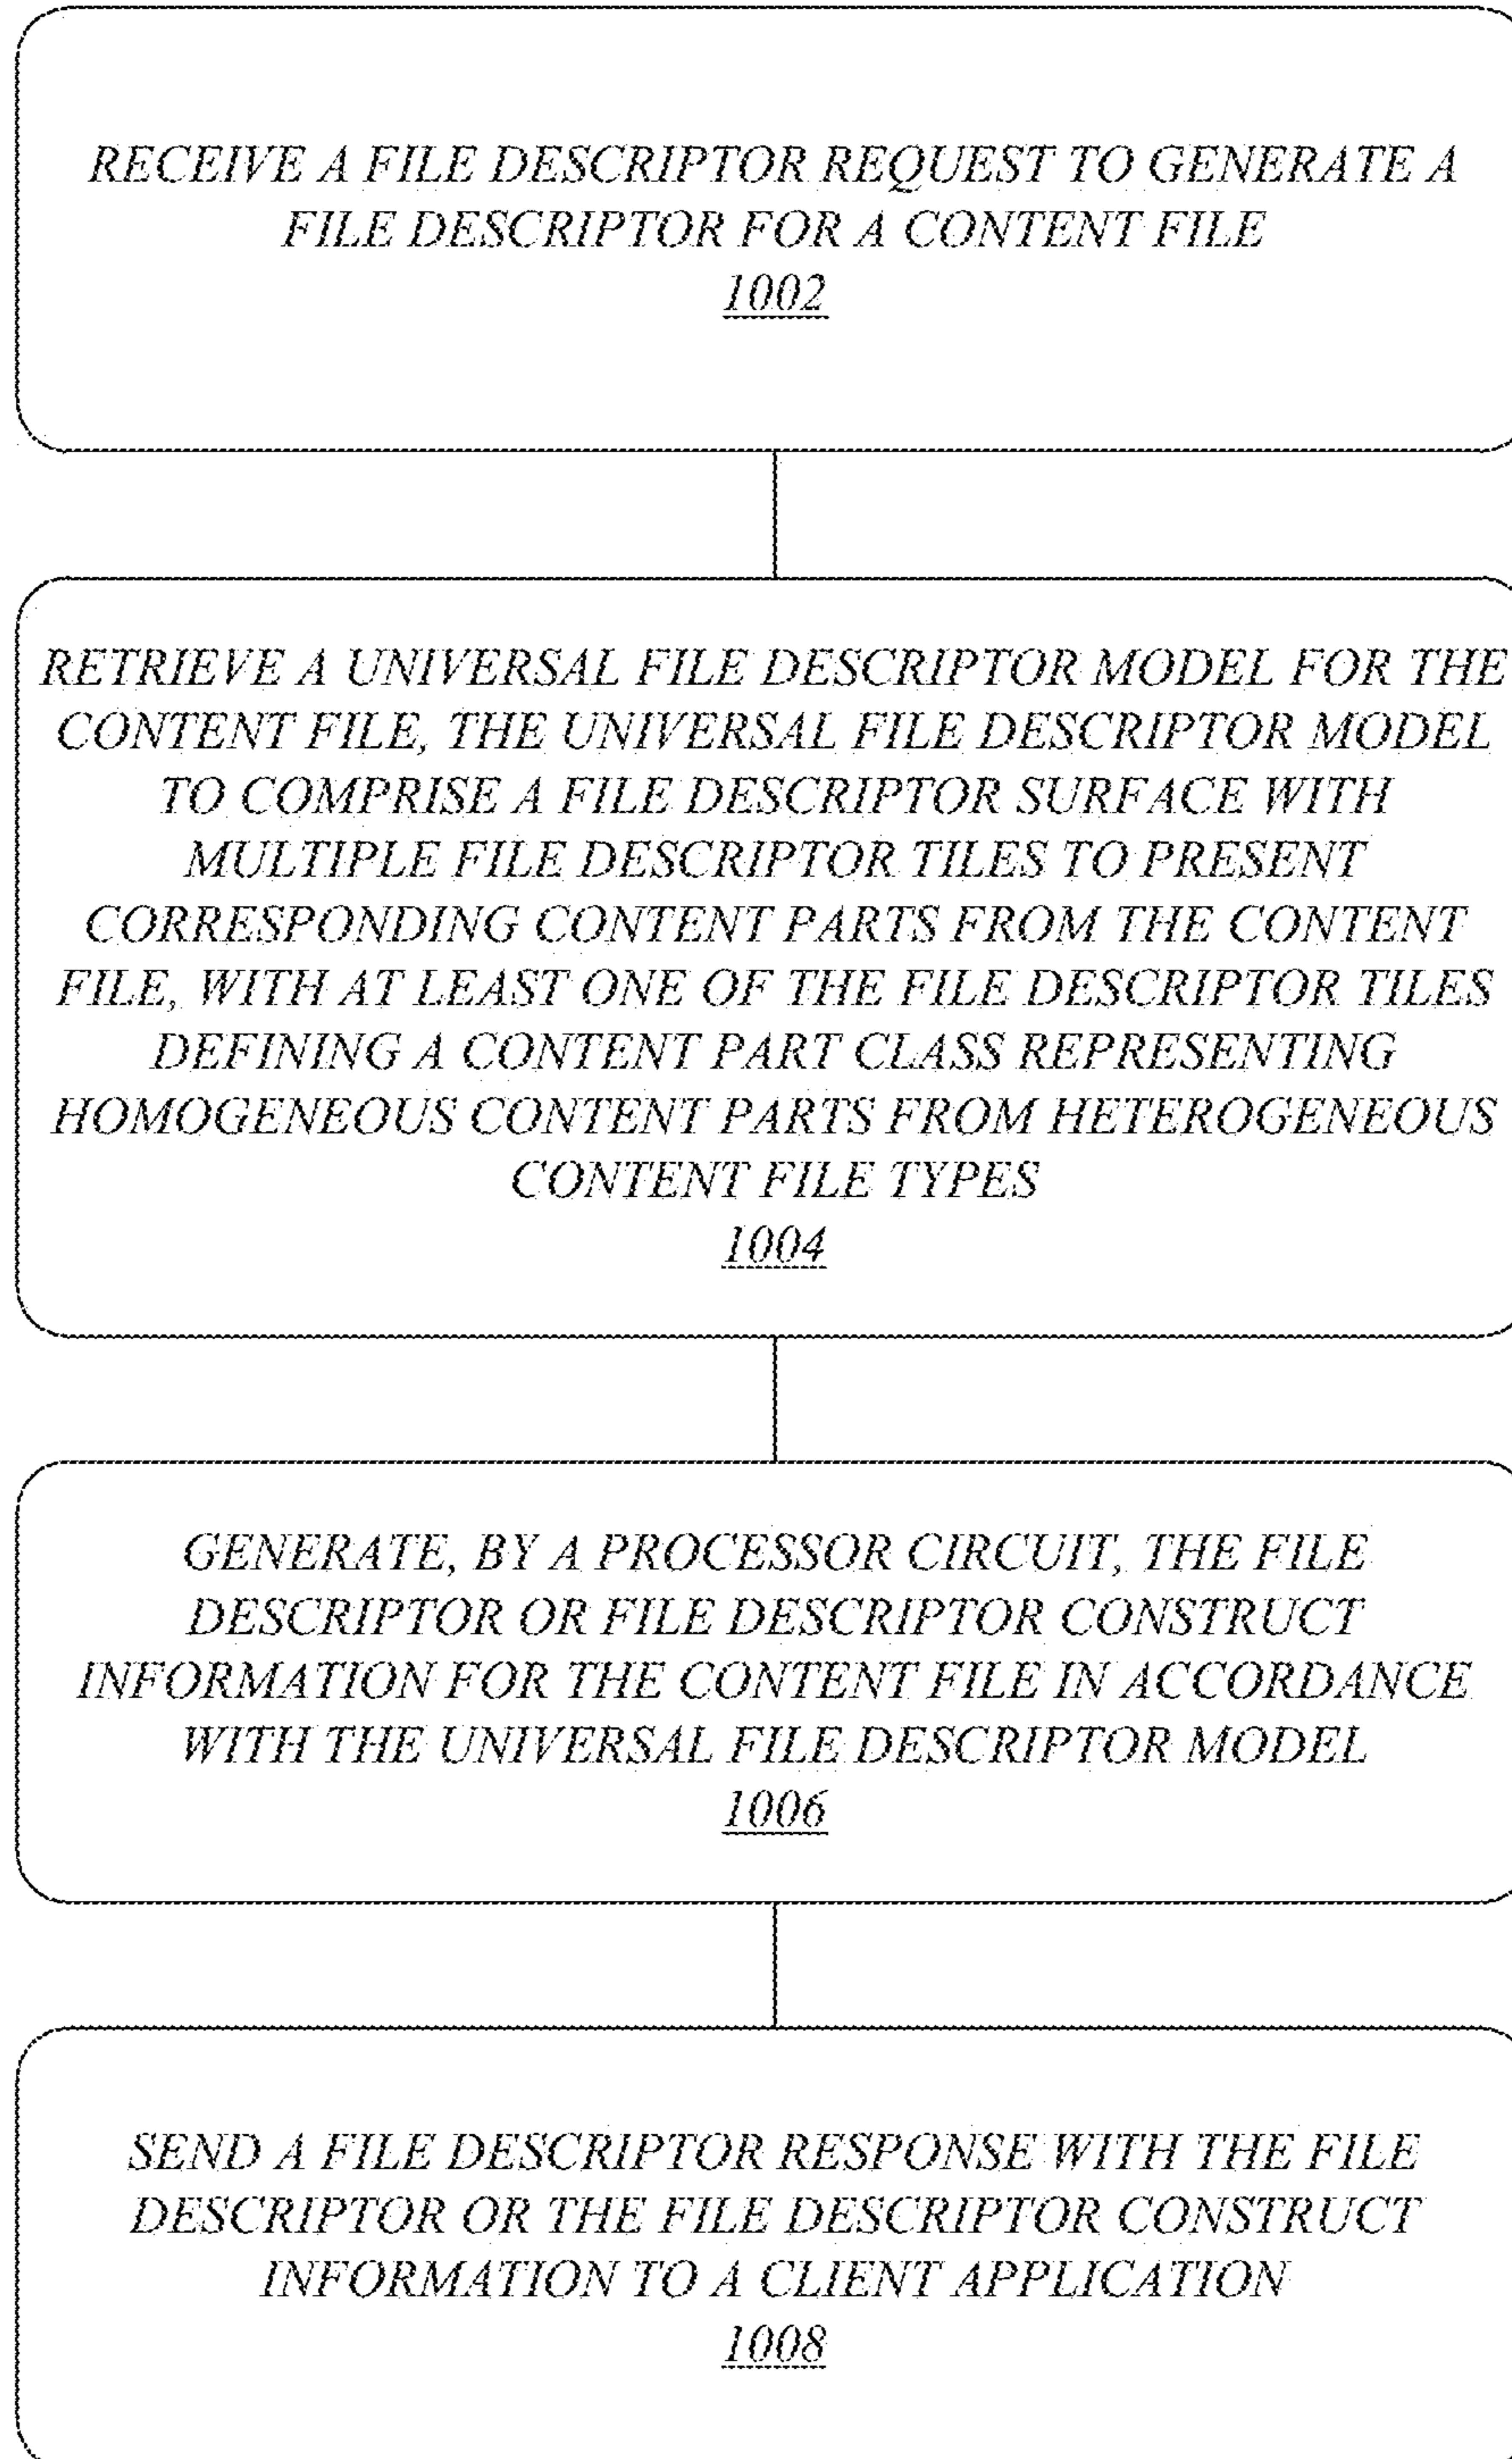 RECEIVE A FILE DESCRIPTOR REQUEST TO GENERATE A
FILE DESCRIPTOR FOR A CONTENT FILE
1002
RETRIEVE A UNIVERSAL FILE DESCRIPTOR MODEL FOR THE
CONTENT FILE, THE UNIVERSAL FILE DESCRIPTOR MODEL
TO COMPRISE A FILE DESCRIPTOR SURFACE WITH
MULTIPLE FILE DESCRIPTOR TILES TO PRESENT
CORRESPONDING CONTENT PARTS FROM THE CONTENT
FILE, WITH AT LEAST ONE OF THE FILE DESCRIPTOR TILES
DEFINING A CONTENT PART CLASS REPRESENTING
HOMOGENEOUS CONTENT PARTS FROM HETEROGENEOUS
CONTENT FILE TYPES
1004
GENERATE, BY A PROCESSOR CIRCUIT, THE FILE
DESCRIPTOR OR FILE DESCRIPTOR CONSTRUCT
INFORMATION FOR THE CONTENT FILE IN ACCORDANCE
WITH THE UNIVERSAL FILE DESCRIPTOR MODEL
1006
SEND A FILE DESCRIPTOR RESPONSE WITH THE FILE
DESCRIPTOR OR THE FILE DESCRIPTOR CONSTRUCT
INFORMATION TO A CLIENT APPLICATION
1008